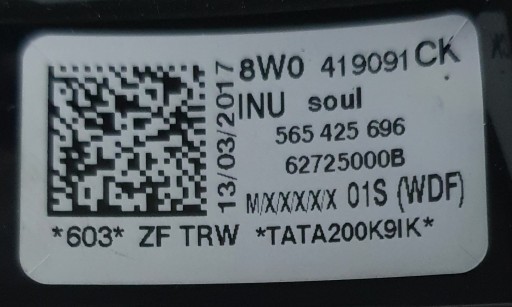 8W0 419091 CK
INU soul
565 425 696
62725000B
M/X/X/X/X/X 01S (WDF)
*603* ZF TRW *TATA200K9IK*
13/03/2017